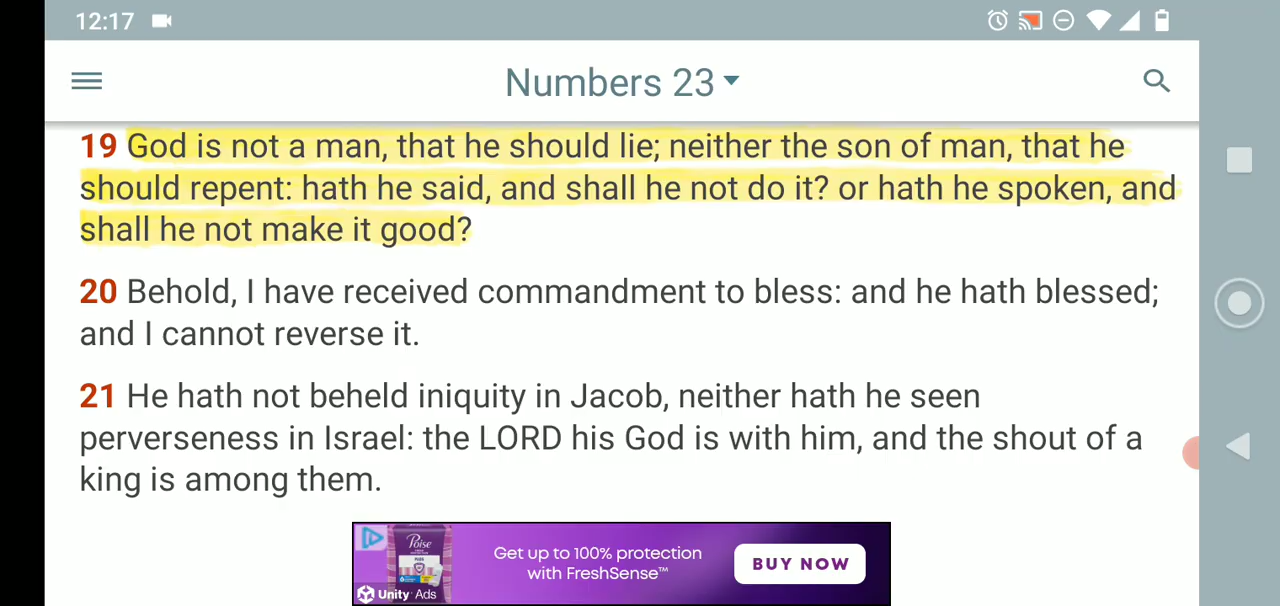 12:17
Numbers 23
19 God is not a man, that he should lie; neither the son of man, that he
should repent: hath he said, and shall he not do it? or hath he spoken, and
shall he not make it good?
20 Behold, I have received commandment to bless: and he hath blessed;
and I cannot reverse it.
21 He hath not beheld iniquity in Jacob, neither hath he seen
perverseness in Israel: the LORD his God is with him, and the shout of a
king is among them.
Poise
Get up to 100% protection
with FreshSense™
BUY NOW
Unity Ads